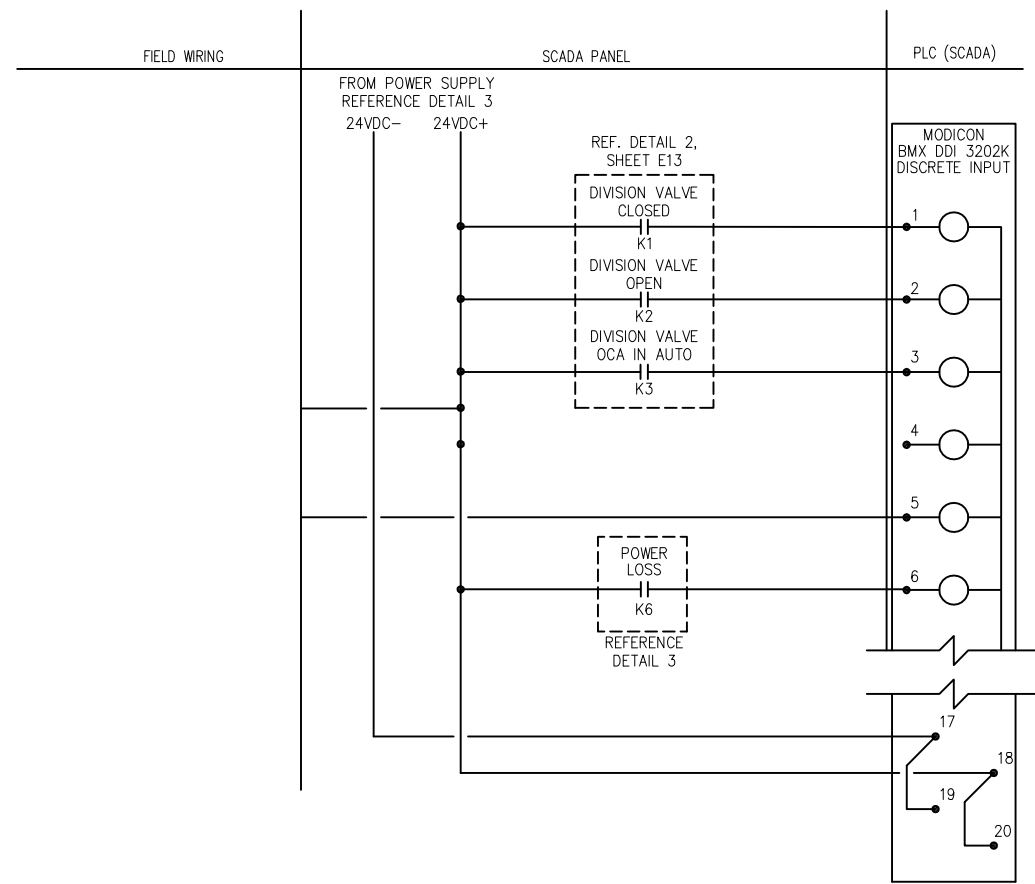 FIELD WIRING
SCADA PANEL
PLC (SCADA)
FROM POWER SUPPLY
REFERENCE DETAIL 3
24VDC- 24VDC+
MODICON
BMX DDI 3202K
DISCRETE INPUT
REF. DETAIL 2,
SHEET E13
DIVISION VALVE
CLOSED
K1
1
DIVISION VALVE
OPEN
K2
2
DIVISION VALVE
OCA IN AUTO
K3
3
4
5
POWER
LOSS
K6
6
REFERENCE
DETAIL 3
17
18
19
20